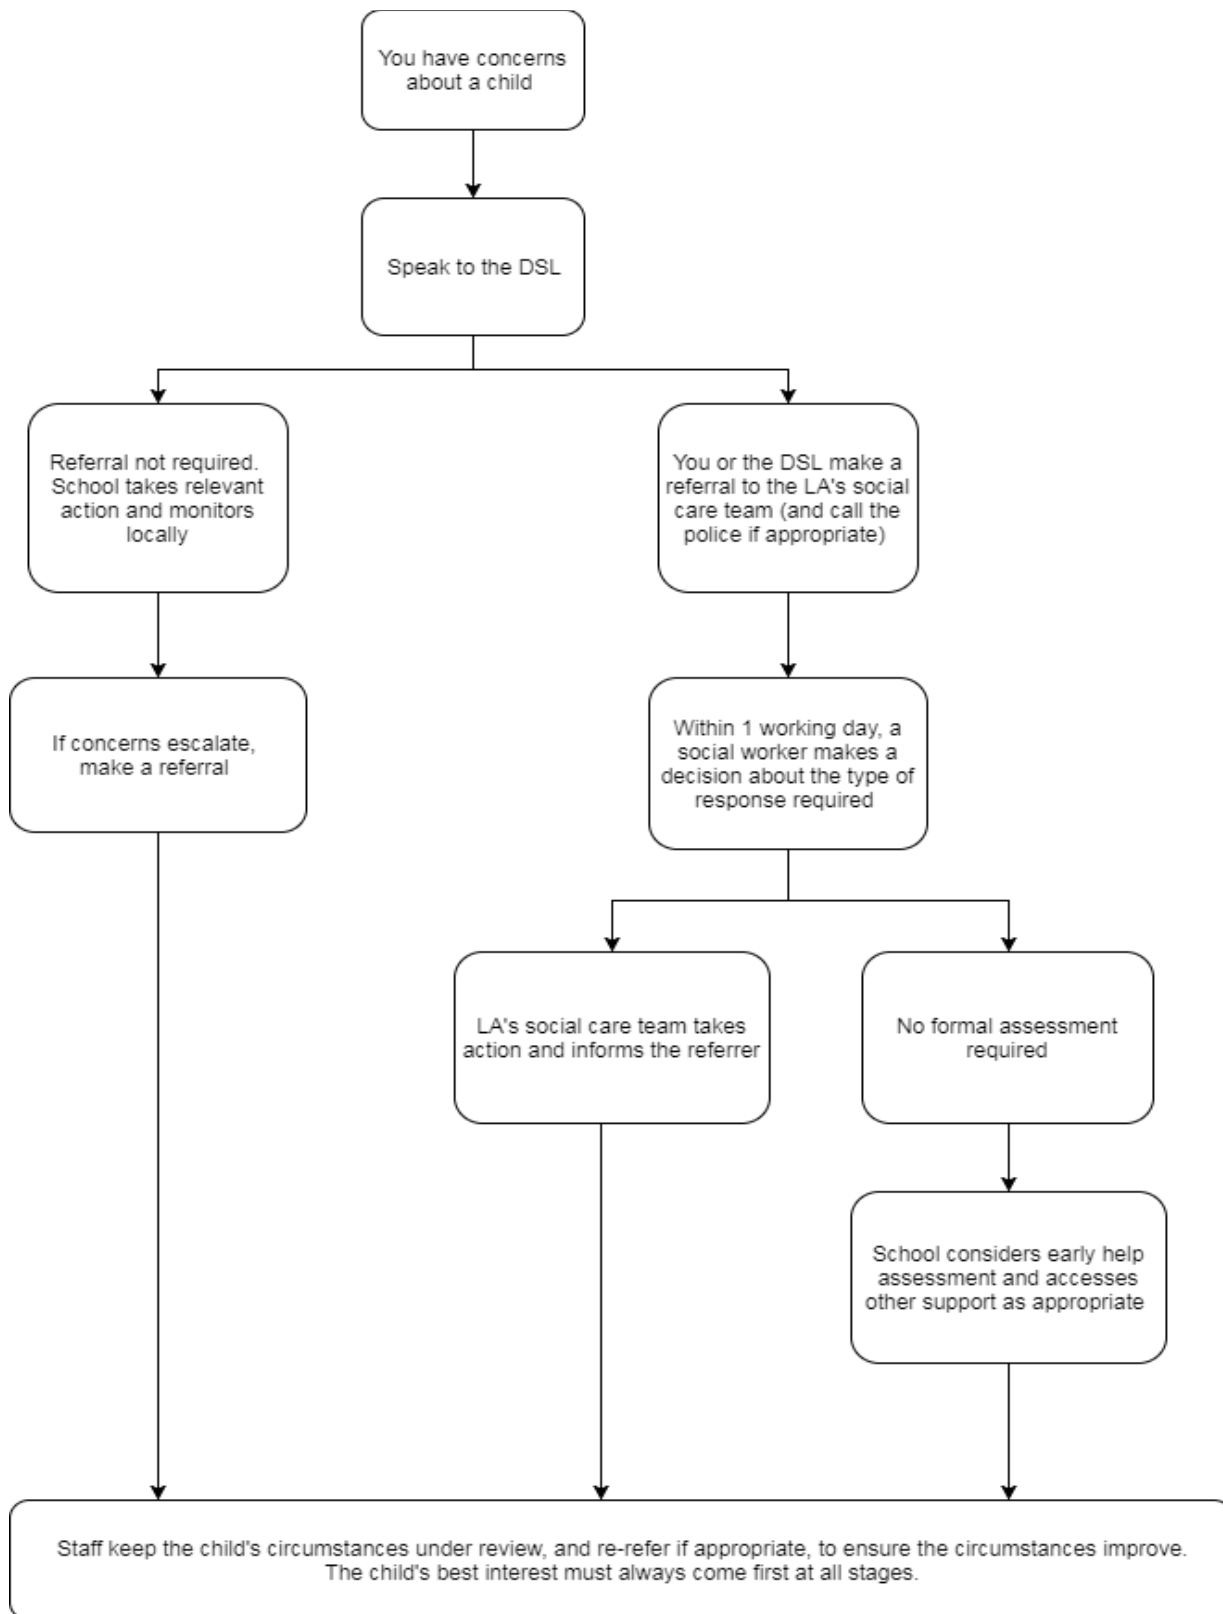 You have concerns
about a child
Speak to the DSL
Referral not required.
School takes relevant
action and monitors
locally
You or the DSL make a
referral to the LA's social
care team (and call the
police if appropriate)
If concerns escalate,
make a referral
Within 1 working day, a
social worker makes a
decision about the type of
response required
LA's social care team takes
action and informs the referrer
No formal assessment
required
School considers early help
assessment and accesses
other support as appropriate
Staff keep the child's circumstances under review, and re-refer if appropriate, to ensure the circumstances improve.
The child's best interest must always come first at all stages.